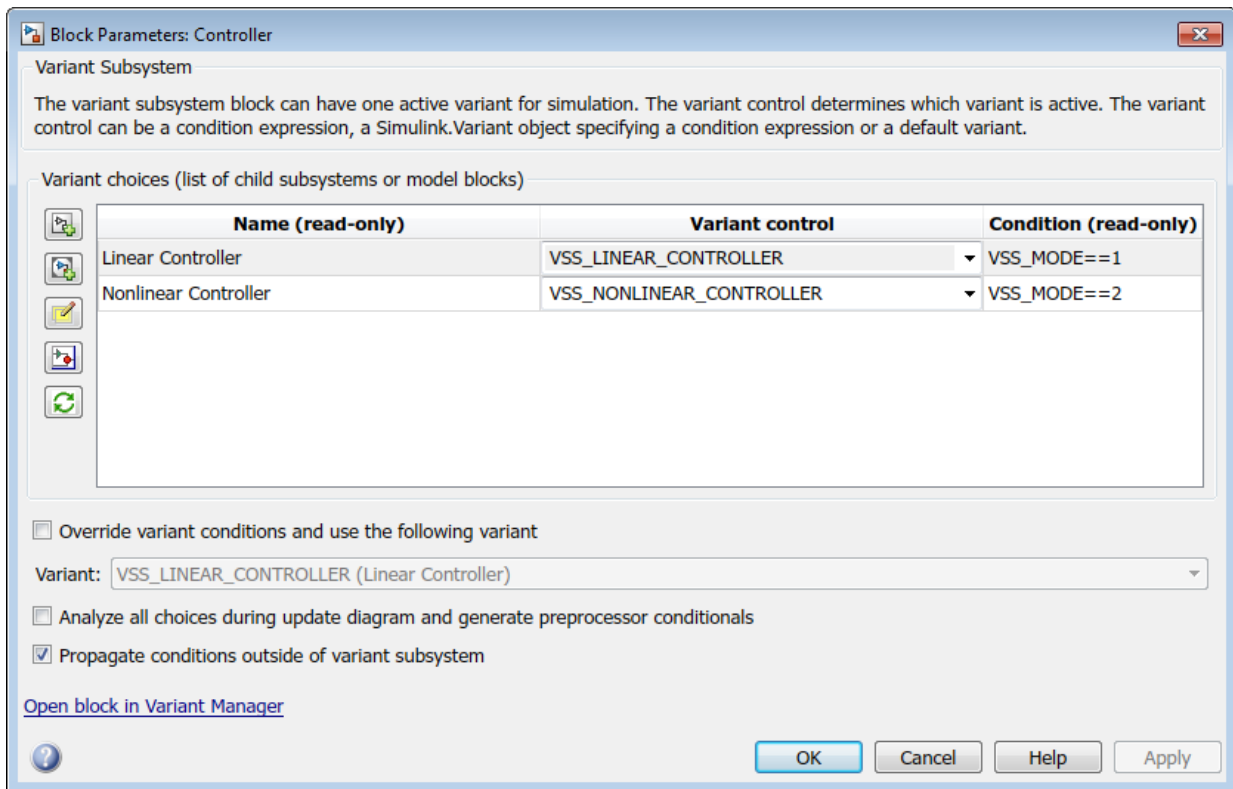 Block Parameters: Controller
Variant Subsystem
The variant subsystem block can have one active variant for simulation. The variant control determines which variant is active. The variant
control can be a condition expression, a Simulink.Variant object specifying a condition expression or a default variant.
Variant choices (list of child subsystems or model blocks)
Name (read-only) Variant control Condition (read-only)
Linear Controller VSS_LINEAR_CONTROLLER VSS_MODE==1
Nonlinear Controller VSS_NONLINEAR_CONTROLLER VSS_MODE==2
Override variant conditions and use the following variant
Variant: VSS_LINEAR_CONTROLLER (Linear Controller)
Analyze all choices during update diagram and generate preprocessor conditionals
Propagate conditions outside of variant subsystem
Open block in Variant Manager
? OK Cancel Help Apply